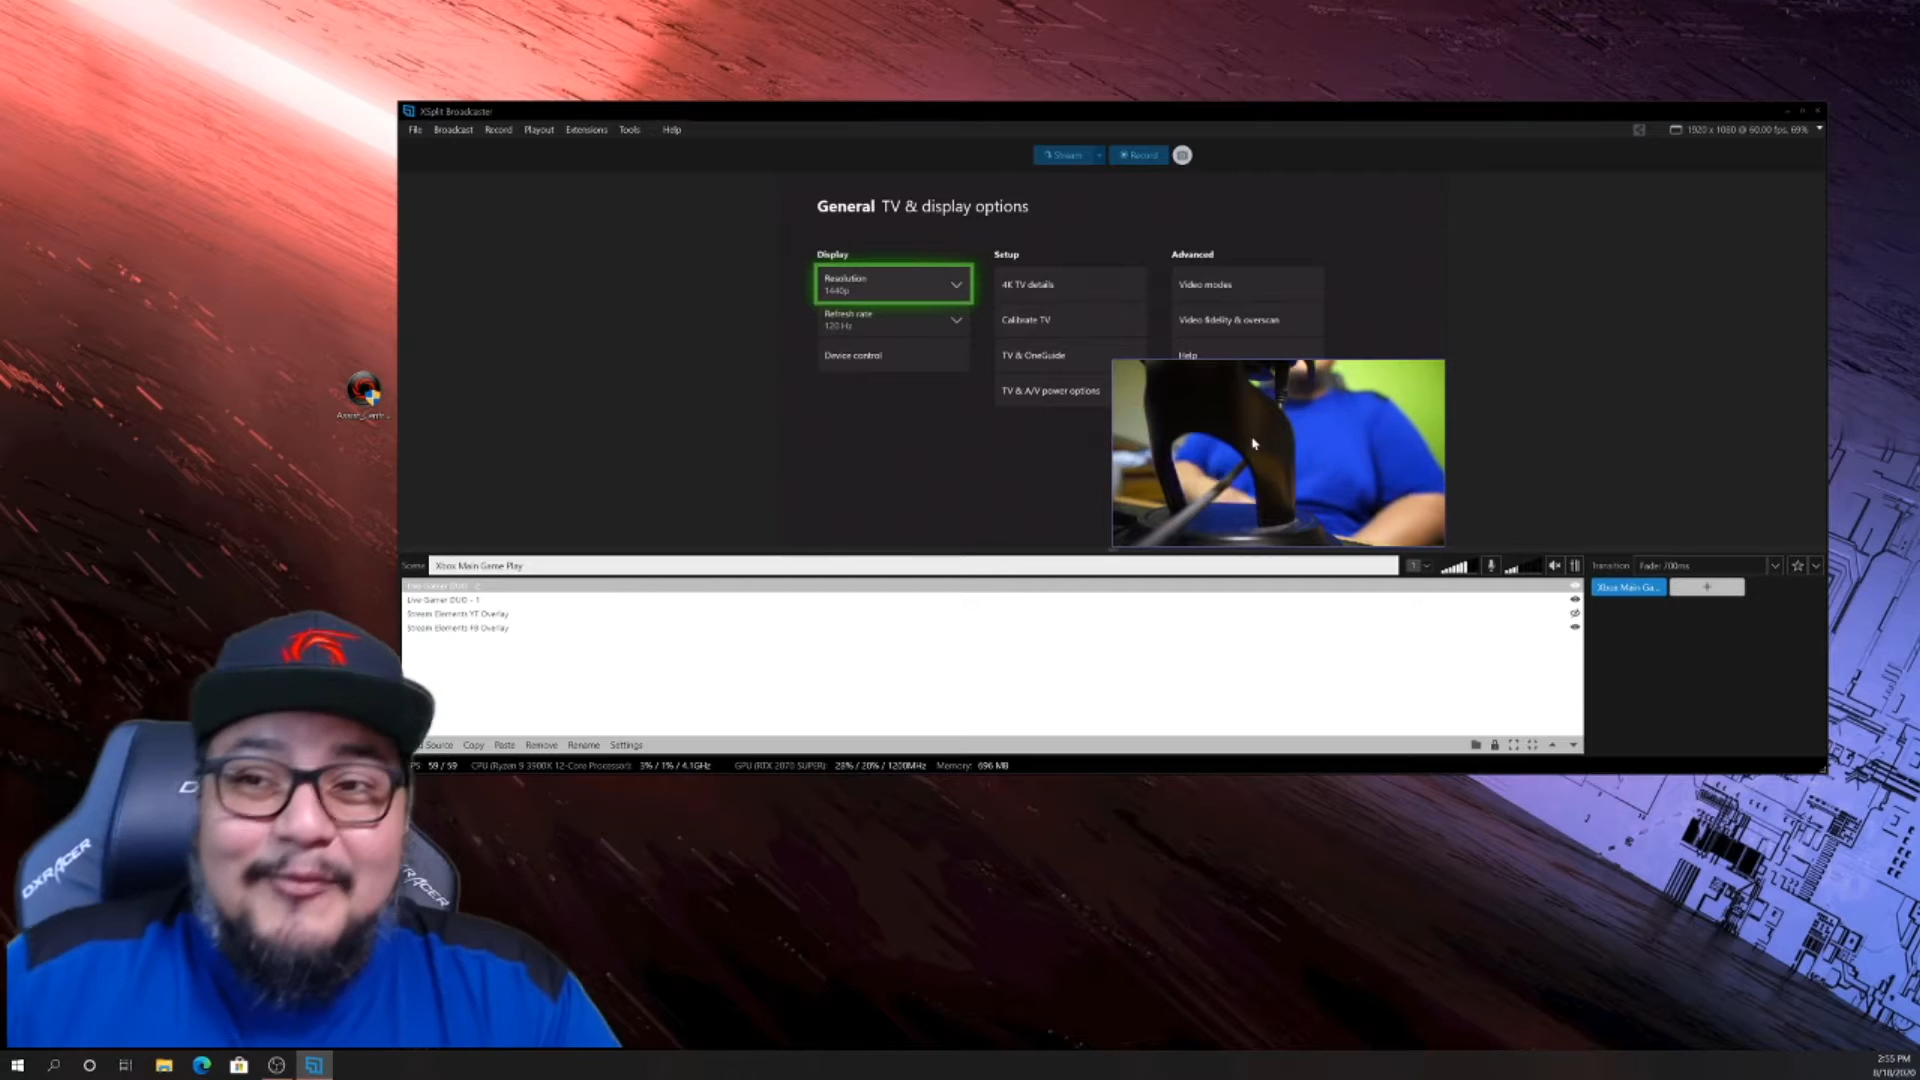 XSplit Broadcaster
File Broadcast Record Playout Extensions Tools Help
1920 x 1080 @ 60.00 fps, 69%
Stream Record
General TV & display options
Display Setup Advanced
Resolution
1440p
4K TV details
Video modes
Refresh rate
120 Hz
Calibrate TV
Video fidelity & overscan
Device control
TV & OneGuide
Help
TV & A/V power options
Scene Xbox Main Game Play
1
Transition Fade: 700ms
Live Gamer DUO - 2
Xbox Main Ga...
Live Gamer DUO - 1
Stream Elements YT Overlay
Stream Elements FB Overlay
Source Copy Paste Remove Rename Settings
59 / 59 CPU (Ryzen 9 3900X 12-Core Processor): 3% / 1% / 4.1GHz GPU (RTX 2070 SUPER): 28% / 20% / 1200MHz Memory: 696 MB
DXRACER
RACER
2:55 PM
8/18/2020